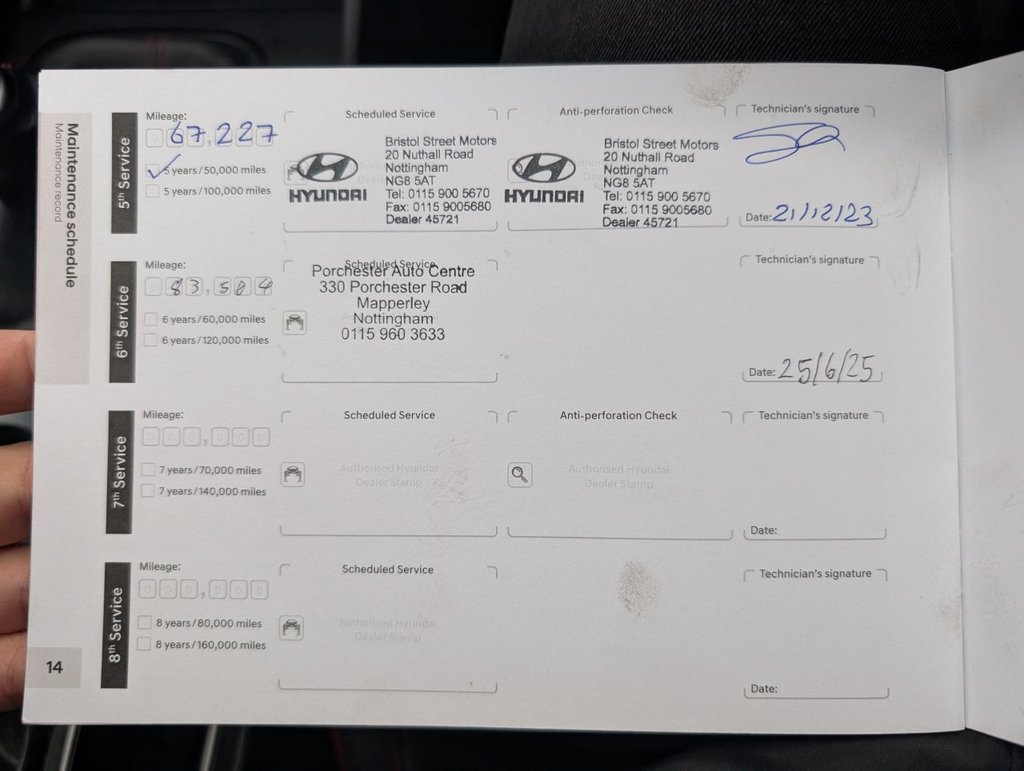 Maintenance schedule
Maintenance record
5th Service
Mileage:
67,227
5 years/50,000 miles
5 years/100,000 miles
Scheduled Service
HYUNDAI
Bristol Street Motors
20 Nuthall Road
Nottingham
NG8 5AT
Tel: 0115 900 5670
Fax: 0115 9005680
Dealer 45721
Anti-perforation Check
HYUNDAI
Bristol Street Motors
20 Nuthall Road
Nottingham
NG8 5AT
Tel: 0115 900 5670
Fax: 0115 9005680
Dealer 45721
Technician's signature
Date: 21/12/23
6th Service
Mileage:
6 years/60,000 miles
6 years/120,000 miles
Scheduled Service
Porchester Auto Centre
330 Porchester Road
Mapperley
Nottingham
0115 960 3633
Technician's signature
Date: 25/6/25
7th Service
Mileage:
000,000
7 years/70,000 miles
7 years/140,000 miles
Scheduled Service
Authorised Hyundai
Dealer Stamp
Anti-perforation Check
Authorised Hyundai
Dealer Stamp
Technician's signature
Date:
8th Service
Mileage:
000,000
8 years/80,000 miles
8 years/160,000 miles
Scheduled Service
Authorised Hyundai
Dealer Stamp
Technician's signature
Date:
14